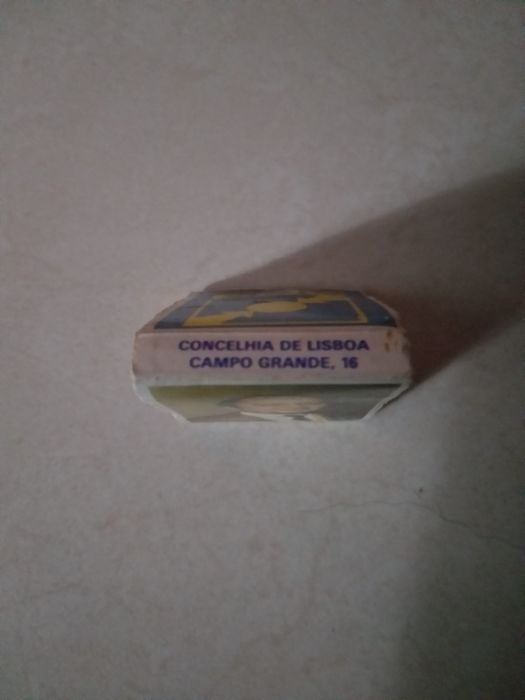 CONCELHIA DE LISBOA
CAMPO GRANDE, 16